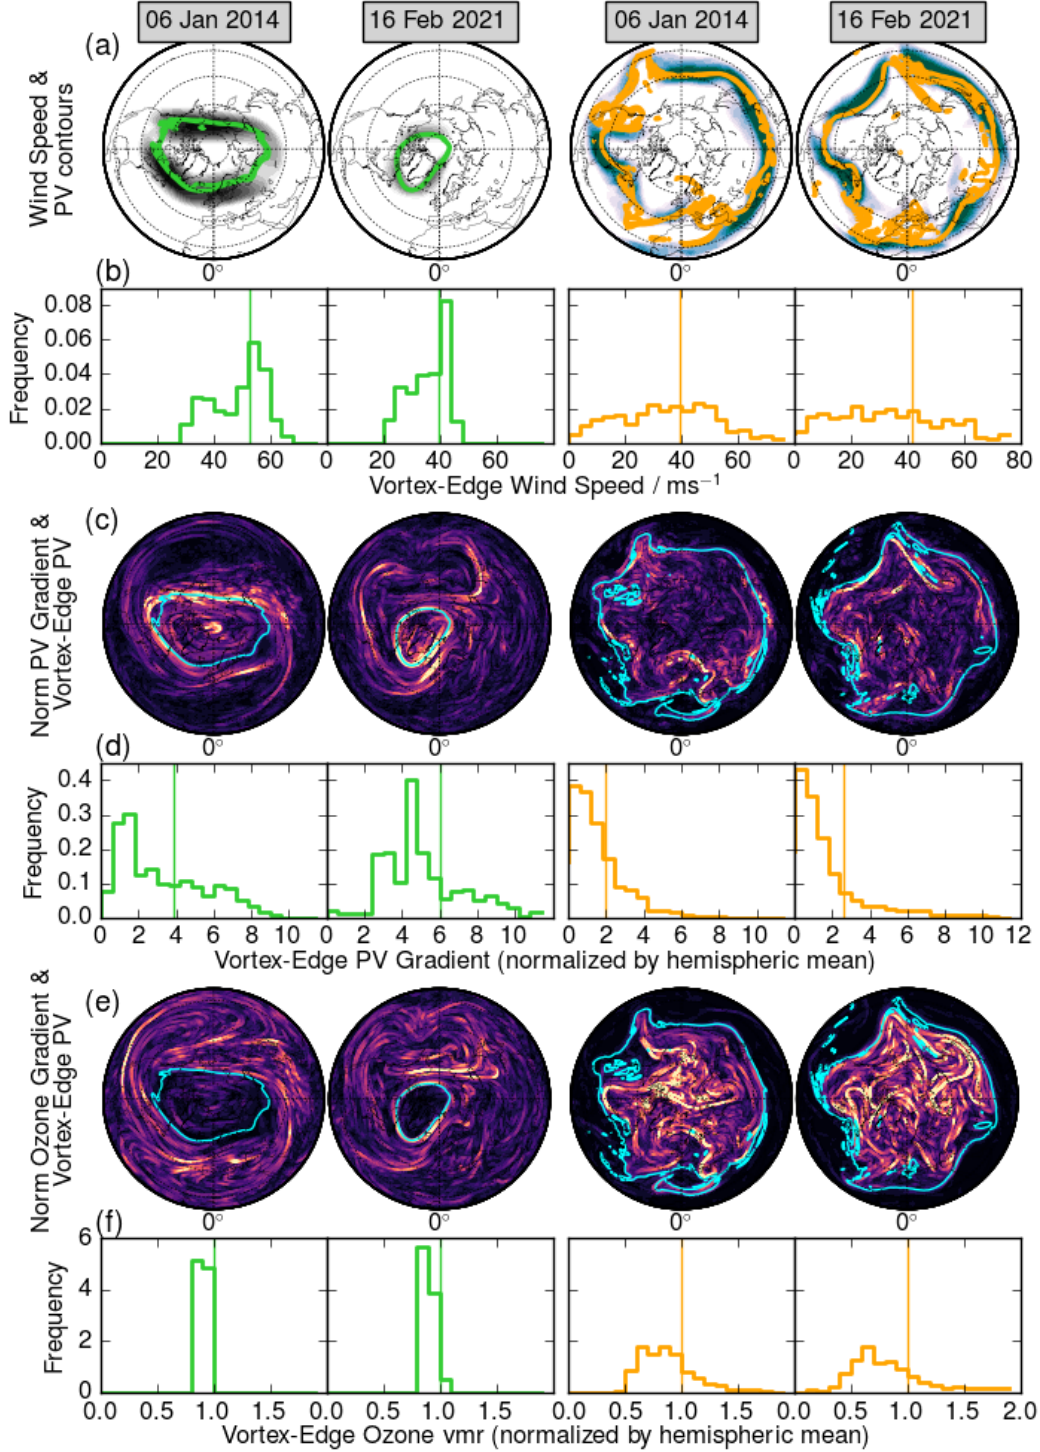 06 Jan 2014 16 Feb 2021 06 Jan 2014 16 Feb 2021
(a)
Wind Speed &
PV contours
0° 0° 0° 0°
(b)
Frequency
0.08
0.06
0.04
0.02
0.00
0 20 40 60 0 20 40 60 0 20 40 60 0 20 40 60 80
Vortex-Edge Wind Speed / ms⁻¹
(c)
Norm PV Gradient &
Vortex-Edge PV
0° 0° 0° 0°
(d)
Frequency
0.4
0.3
0.2
0.1
0.0
0 2 4 6 8 10 0 2 4 6 8 10 0 2 4 6 8 10 0 2 4 6 8 10 12
Vortex-Edge PV Gradient (normalized by hemispheric mean)
(e)
Norm Ozone Gradient &
Vortex-Edge PV
0° 0° 0° 0°
(f)
Frequency
6
4
2
0
0.0 0.5 1.0 1.5 0.0 0.5 1.0 1.5 0.0 0.5 1.0 1.5 0.0 0.5 1.0 1.5 2.0
Vortex-Edge Ozone vmr (normalized by hemispheric mean)